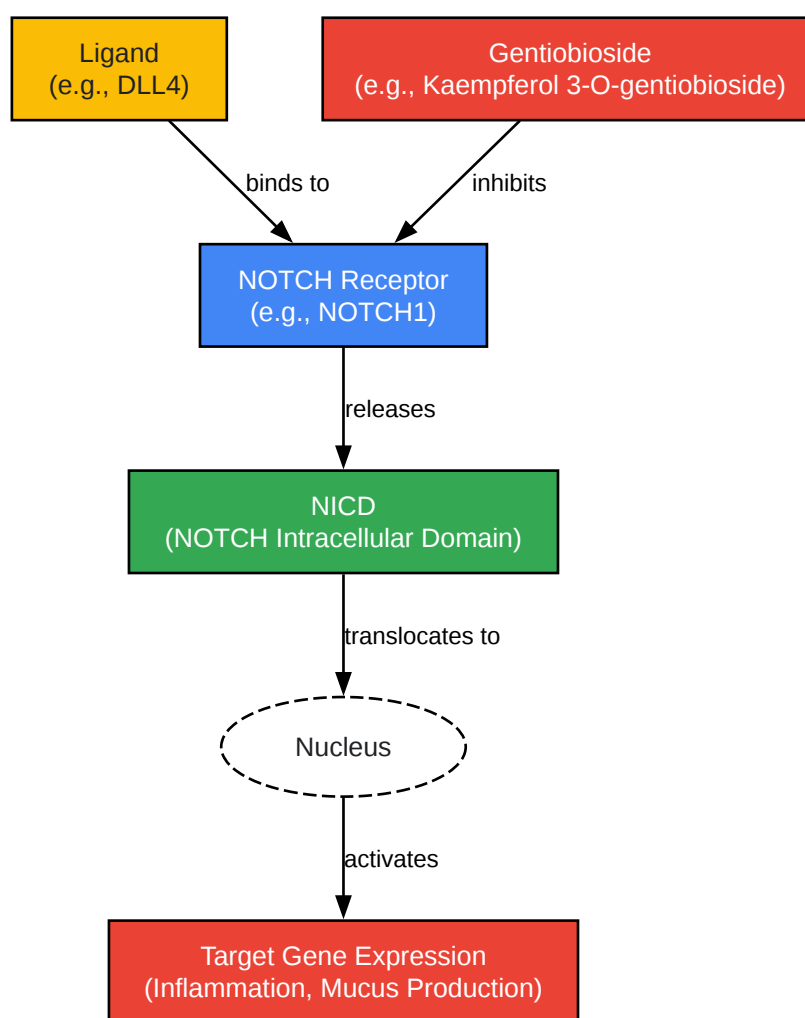 Ligand
(e.g., DLL4)
Gentiobioside
(e.g., Kaempferol 3-O-gentiobioside)
binds to
inhibits
NOTCH Receptor
(e.g., NOTCH1)
releases
NICD
(NOTCH Intracellular Domain)
translocates to
Nucleus
activates
Target Gene Expression
(Inflammation, Mucus Production)